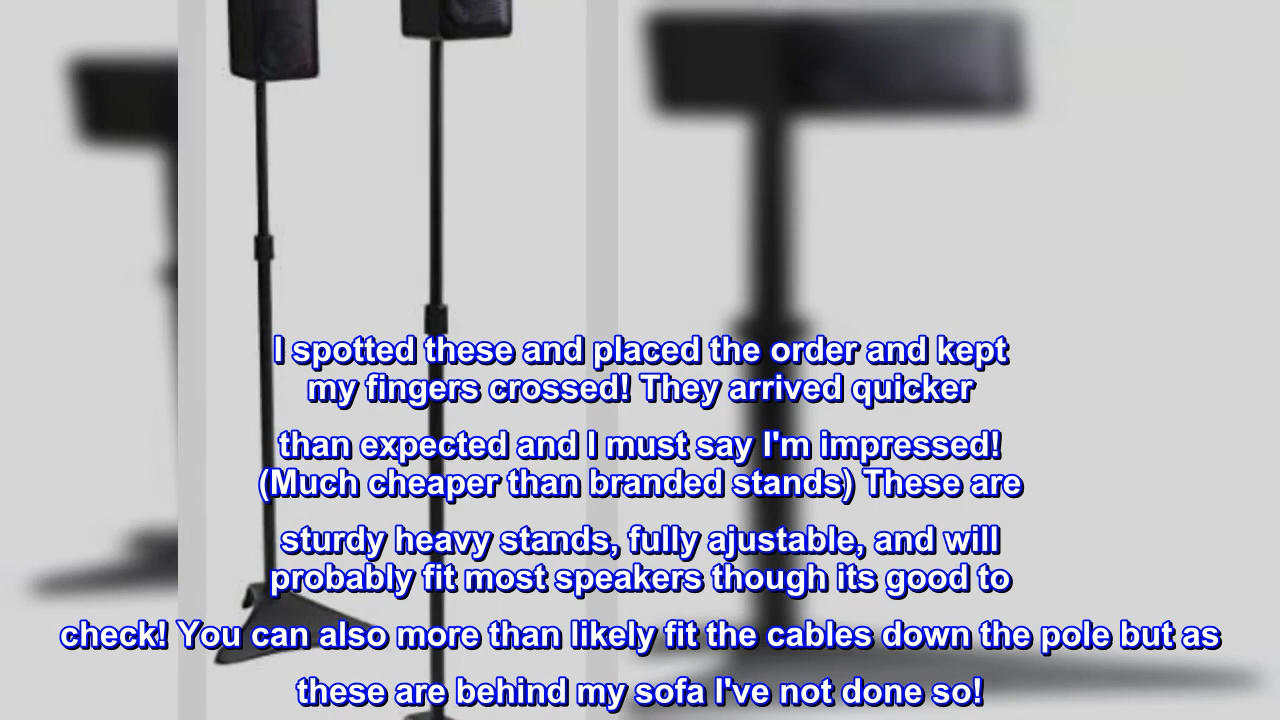 I spotted these and placed the order and kept
my fingers crossed! They arrived quicker
than expected and I must say I'm impressed!
(Much cheaper than branded stands) These are
sturdy heavy stands, fully ajustable, and will
probably fit most speakers though its good to
check! You can also more than likely fit the cables down the pole but as
these are behind my sofa I've not done so!